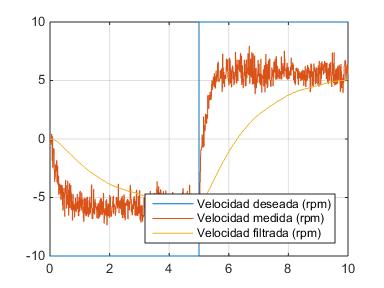 10
5
0
-5
-10
Velocidad deseada (rpm)
Velocidad medida (rpm)
Velocidad filtrada (rpm)
0 2 4 6 8 10